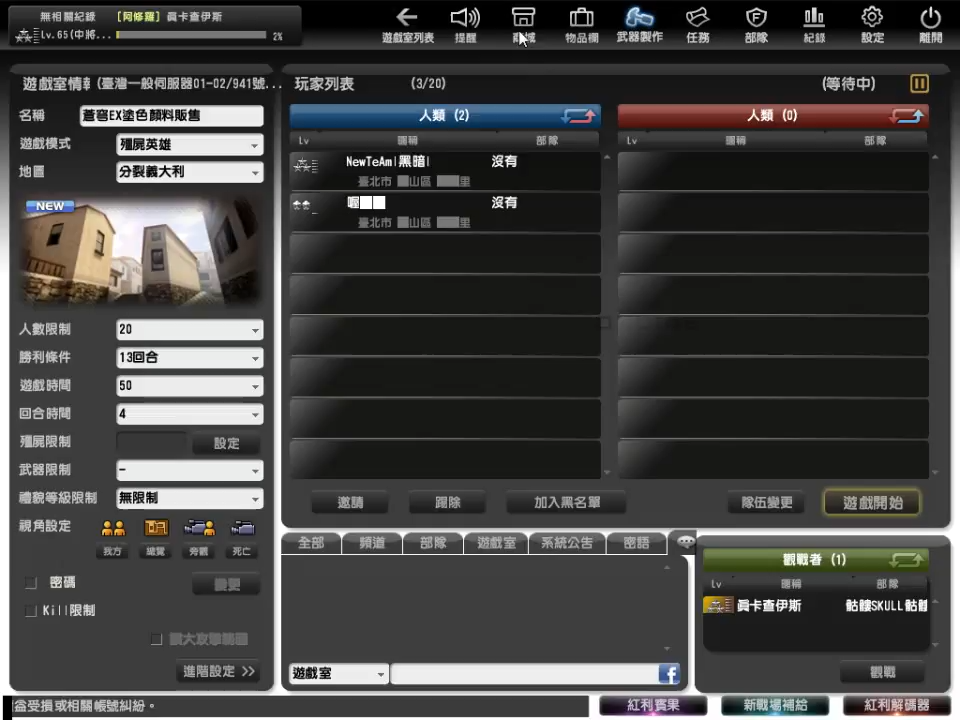 無相關紀錄 [阿修羅] 眞卡查伊斯
Lv.65(中將... 2%
遊戲室列表 提醒 商城 物品欄 武器製作 任務 部隊 紀錄 設定 離開
遊戲室情報 (臺灣一般伺服器01-02/941號...
名稱 蒼穹EX塗色顏料販售
遊戲模式 殭屍英雄
地圖 分裂義大利
NEW
人數限制 20
勝利條件 13回合
遊戲時間 50
回合時間 4
殭屍限制 設定
武器限制 -
禮貌等級限制 無限制
視角設定
我方 總覽 旁觀 死亡
密碼 變更
Kill限制
進階設定 >>
玩家列表 (3/20) (等待中)
人類 (2)
Lv 暱稱 部隊
NewTeAm|黑暗| 沒有
臺北市 山區 里
喔 沒有
臺北市 山區 里
人類 (0)
Lv 暱稱 部隊
邀請 踢除 加入黑名單 隊伍變更 遊戲開始
全部 頻道 部隊 遊戲室 系統公告 密語
遊戲室 f
觀戰者 (1)
Lv 暱稱 部隊
眞卡查伊斯 骷髏SKULL骷髏
觀戰
益受損或相關帳號糾紛。
紅利賓果 新戰場補給 紅利解碼器